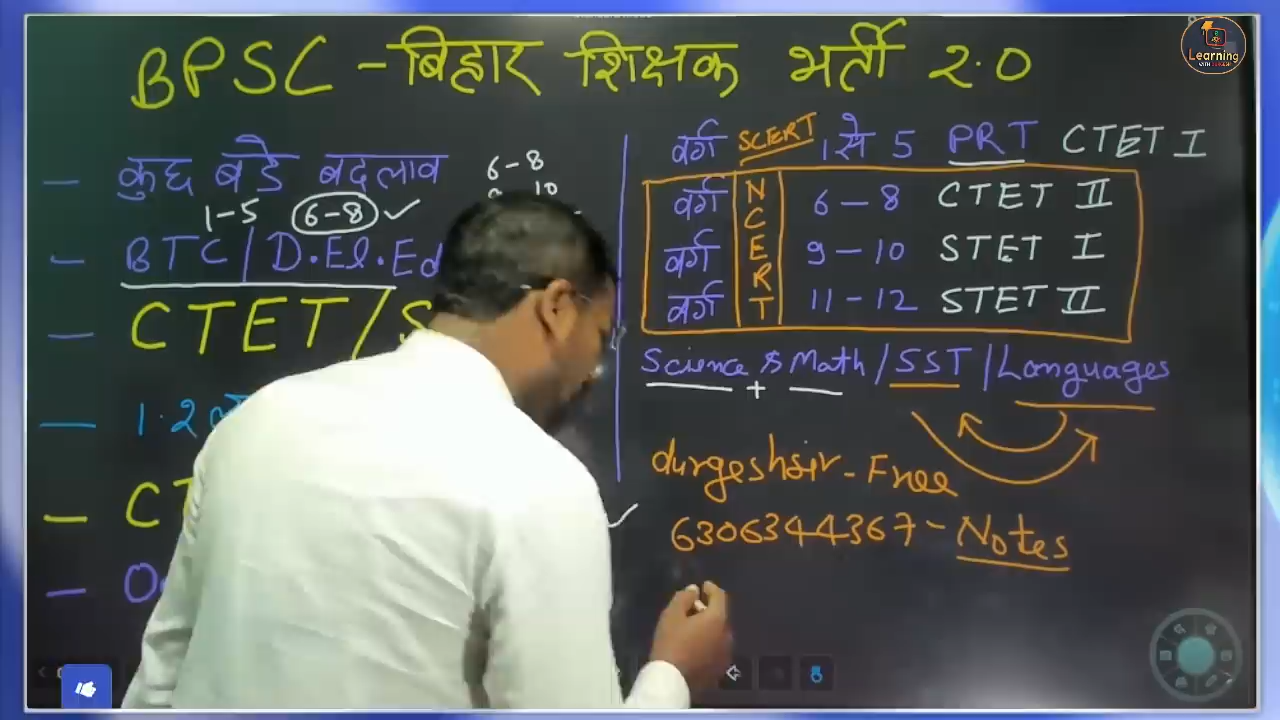 BPSC - बिहार शिक्षक भर्ती 2.0
Learning
— कुछ बडे बदलाव
6-8
10
1-5 (6-8) ✓
— BTC / D.El.Ed
— CTET /
— 1.2
—
—
वर्ग SCERT 1 से 5 PRT CTET I
वर्ग 6-8 CTET II
वर्ग 9-10 STET I
वर्ग 11-12 STET II
NCERT
Science & Math / SST / Languages
+
durgeshsir - Free
6306344367 - Notes